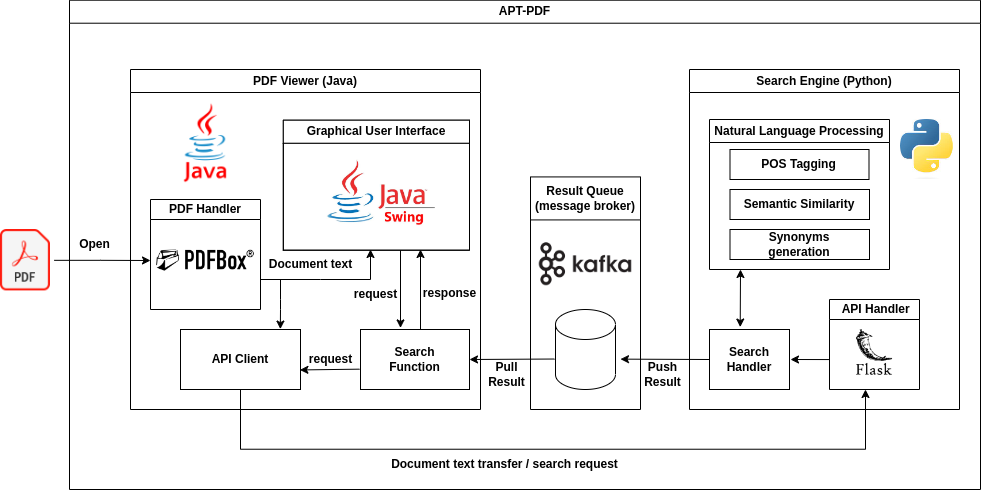 APT-PDF
PDF Viewer (Java)
Search Engine (Python)
Java
Graphical User Interface
Java
Swing
Natural Language Processing
POS Tagging
Semantic Similarity
Synonyms
generation
PDF Handler
PDFBox®
Result Queue
(message broker)
kafka
PDF
Open
Document text
request
response
API Handler
Flask
API Client
request
Search
Function
Pull
Result
Push
Result
Search
Handler
Document text transfer / search request